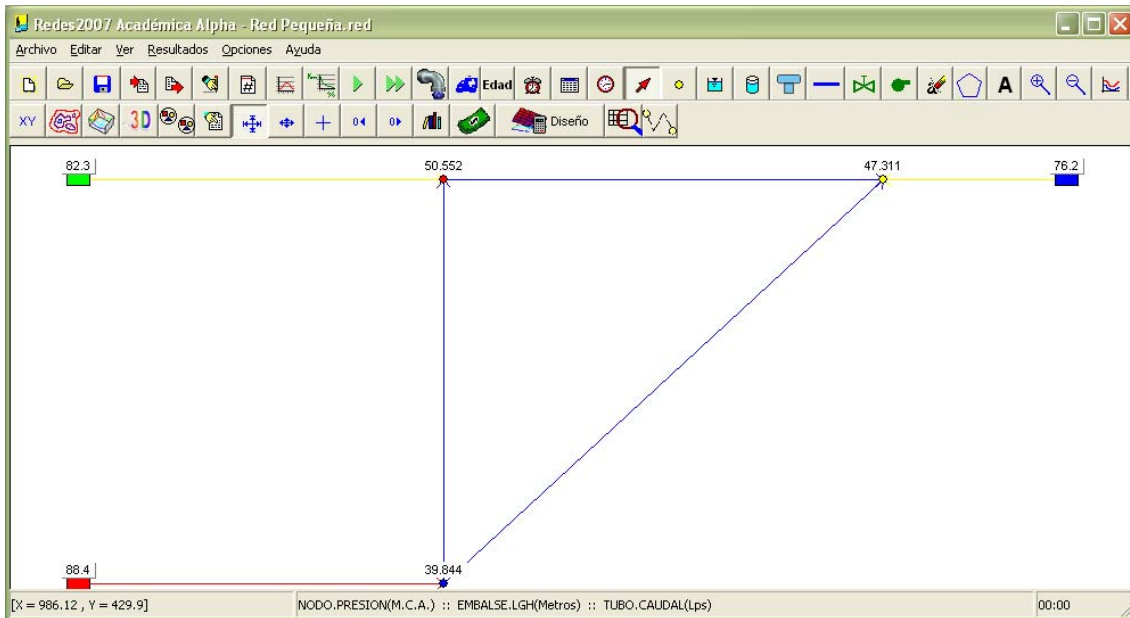 Redes2007 Académica Alpha - Red Pequeña.red
Archivo Editar Ver Resultados Opciones Ayuda
Edad A
XY 3D 0 0 Diseño
82.3 50.552 47.311 76.2
88.4 39.844
[X = 986.12 , Y = 429.9] NODO.PRESION(M.C.A.) :: EMBALSE.LGH(Metros) :: TUBO.CAUDAL(Lps) 00:00